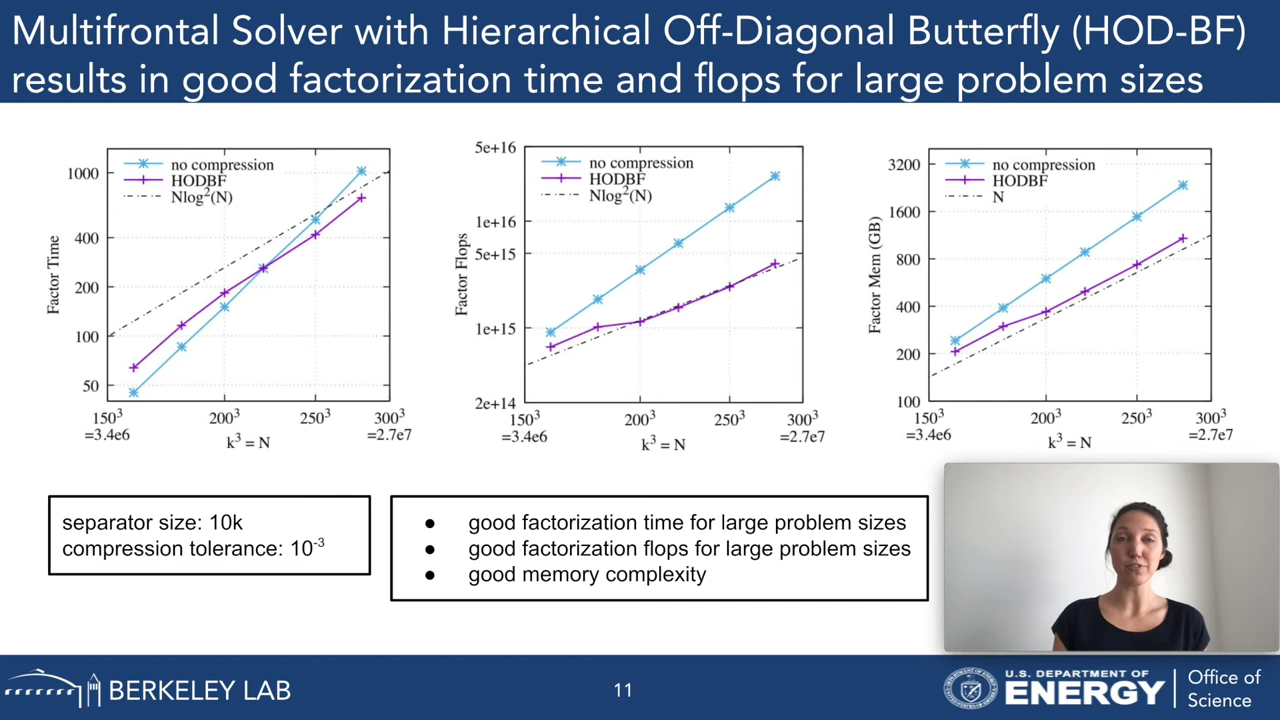 Multifrontal Solver with Hierarchical Off-Diagonal Butterfly (HOD-BF)
results in good factorization time and flops for large problem sizes
no compression
HODBF
Nlog²(N)
1000
400
200
100
50
Factor Time
150³
=3.4e6
200³
250³
300³
=2.7e7
k³ = N
no compression
HODBF
Nlog²(N)
5e+16
1e+16
5e+15
1e+15
2e+14
Factor Flops
150³
=3.4e6
200³
250³
300³
=2.7e7
k³ = N
no compression
HODBF
N
3200
1600
800
400
200
100
Factor Mem (GB)
150³
=3.4e6
200³
250³
300³
=2.7e7
k³ = N
separator size: 10k
compression tolerance: 10⁻³
● good factorization time for large problem sizes
● good factorization flops for large problem sizes
● good memory complexity
BERKELEY LAB
11
U.S. DEPARTMENT OF
ENERGY
Office of
Science